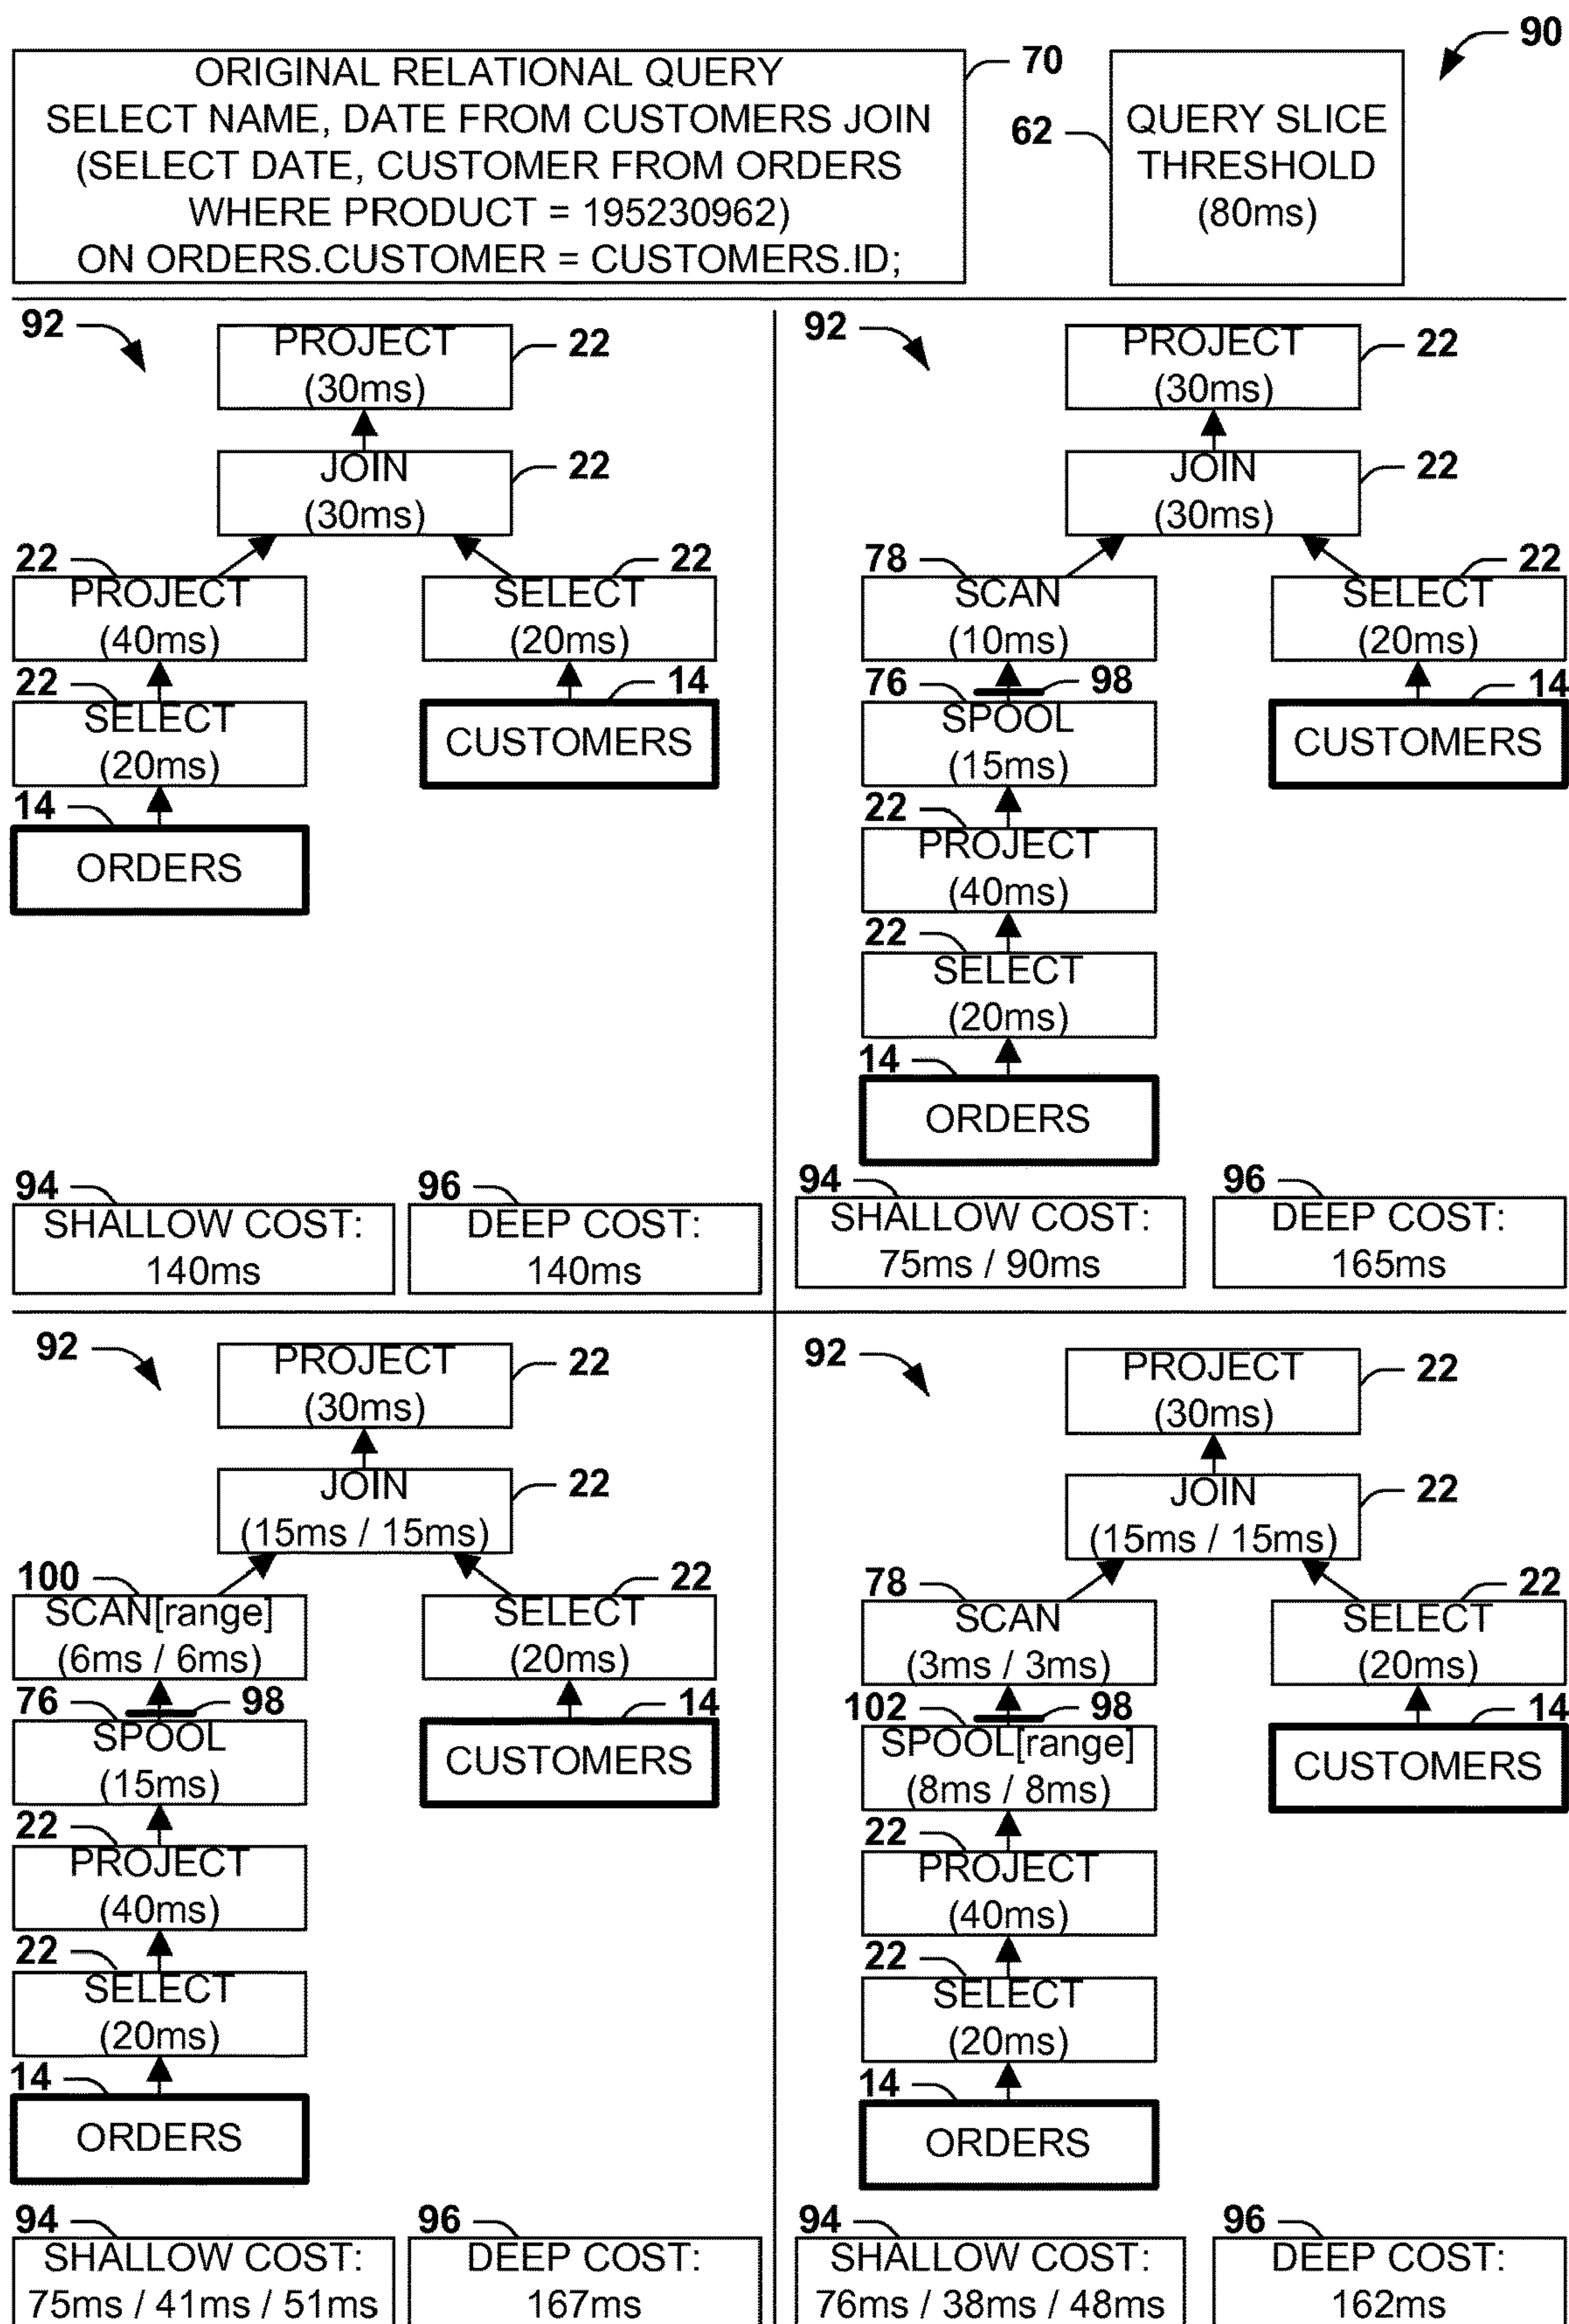 90
ORIGINAL RELATIONAL QUERY
SELECT NAME, DATE FROM CUSTOMERS JOIN
(SELECT DATE, CUSTOMER FROM ORDERS
WHERE PRODUCT = 195230962)
ON ORDERS.CUSTOMER = CUSTOMERS.ID;
70
62
QUERY SLICE
THRESHOLD
(80ms)
92
PROJECT
(30ms)
22
JOIN
(30ms)
22
22
PROJECT
(40ms)
22
SELECT
(20ms)
22
SELECT
(20ms)
14
CUSTOMERS
14
ORDERS
94
SHALLOW COST:
140ms
96
DEEP COST:
140ms
92
PROJECT
(30ms)
22
JOIN
(30ms)
22
78
SCAN
(10ms)
22
SELECT
(20ms)
76
98
SPOOL
(15ms)
14
CUSTOMERS
22
PROJECT
(40ms)
22
SELECT
(20ms)
14
ORDERS
94
SHALLOW COST:
75ms / 90ms
96
DEEP COST:
165ms
92
PROJECT
(30ms)
22
JOIN
(15ms / 15ms)
22
100
SCAN[range]
(6ms / 6ms)
22
SELECT
(20ms)
76
98
SPOOL
(15ms)
14
CUSTOMERS
22
PROJECT
(40ms)
22
SELECT
(20ms)
14
ORDERS
94
SHALLOW COST:
75ms / 41ms / 51ms
96
DEEP COST:
167ms
92
PROJECT
(30ms)
22
JOIN
(15ms / 15ms)
22
78
SCAN
(3ms / 3ms)
22
SELECT
(20ms)
102
98
SPOOL[range]
(8ms / 8ms)
14
CUSTOMERS
22
PROJECT
(40ms)
22
SELECT
(20ms)
14
ORDERS
94
SHALLOW COST:
76ms / 38ms / 48ms
96
DEEP COST:
162ms